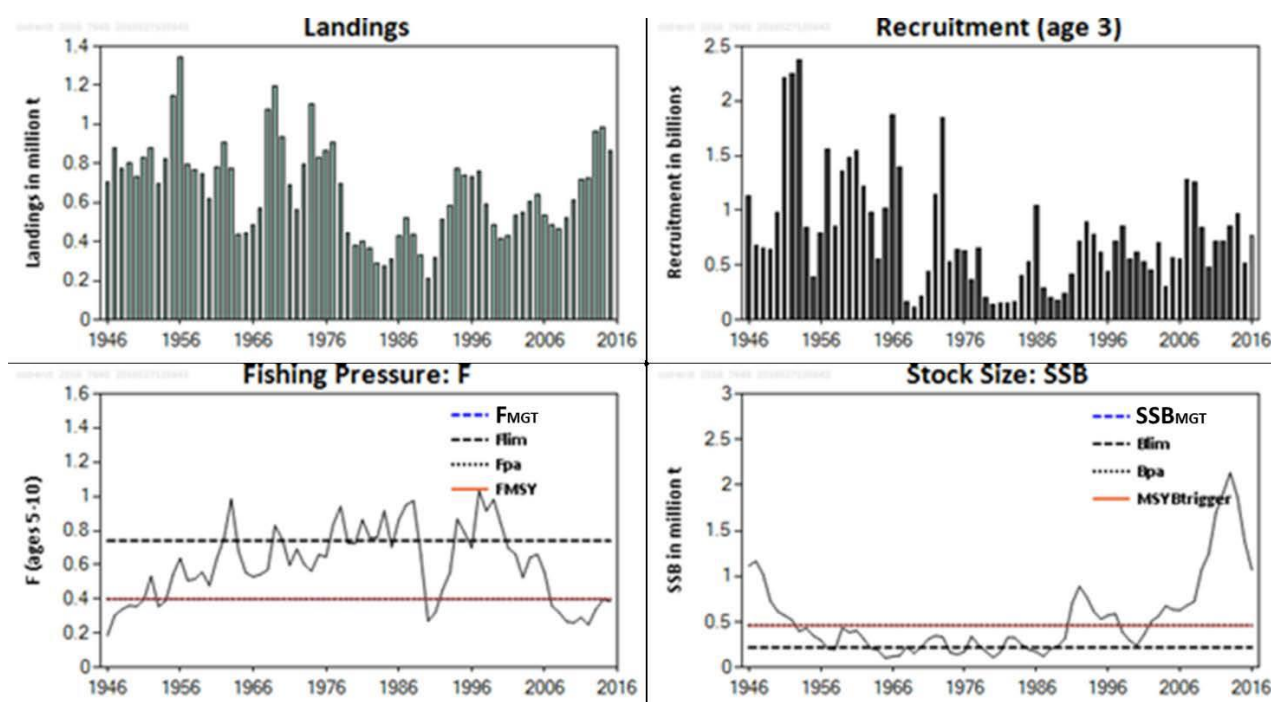 Landings
Landings in million t
1.4
1.2
1
0.8
0.6
0.4
0.2
0
1946 1956 1966 1976 1986 1996 2006 2016
Recruitment (age 3)
Recruitment in billions
2.5
2
1.5
1
0.5
0
1946 1956 1966 1976 1986 1996 2006 2016
Fishing Pressure: F
F (ages 5-10)
1.6
1.4
1.2
1
0.8
0.6
0.4
0.2
0
FMGT
Flim
Fpa
FMSY
1946 1956 1966 1976 1986 1996 2006 2016
Stock Size: SSB
SSB in million t
3
2.5
2
1.5
1
0.5
0
SSBMGT
Blim
Bpa
MSYBtrigger
1946 1956 1966 1976 1986 1996 2006 2016